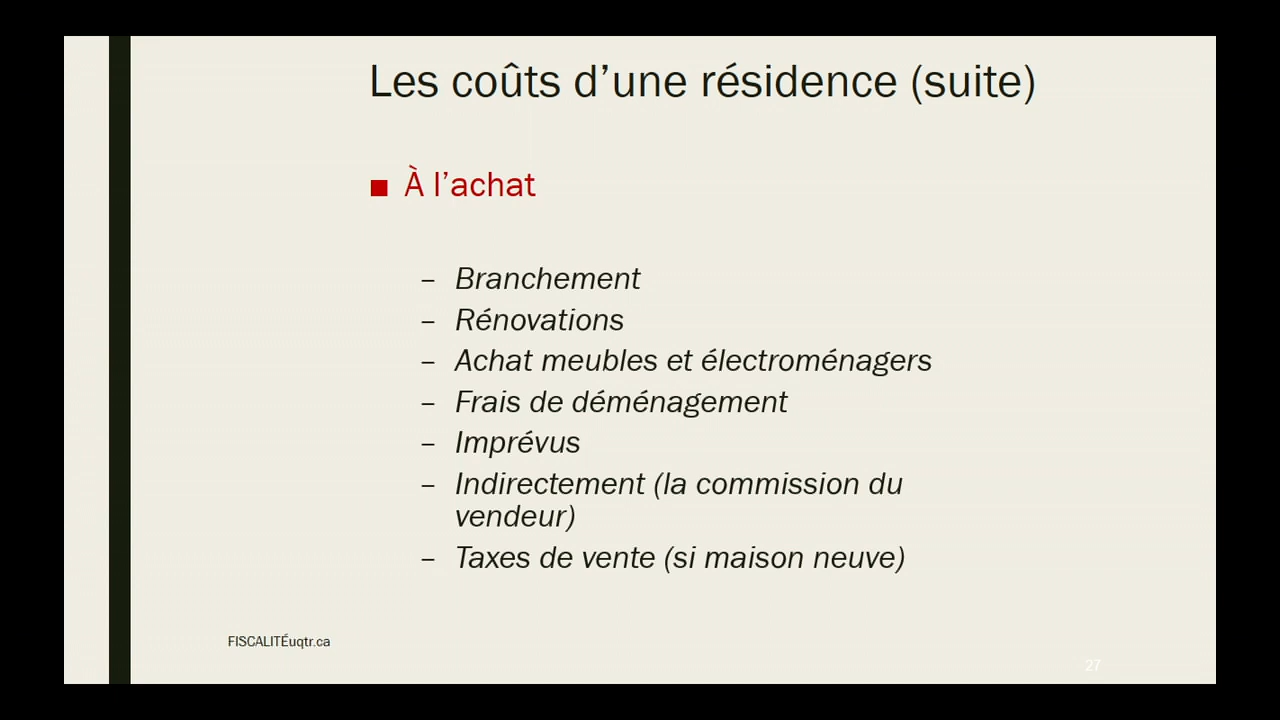 Les coûts d’une résidence (suite)
■ À l’achat
– Branchement
– Rénovations
– Achat meubles et électroménagers
– Frais de déménagement
– Imprévus
– Indirectement (la commission du
vendeur)
– Taxes de vente (si maison neuve)
FISCALITÉuqtr.ca
27